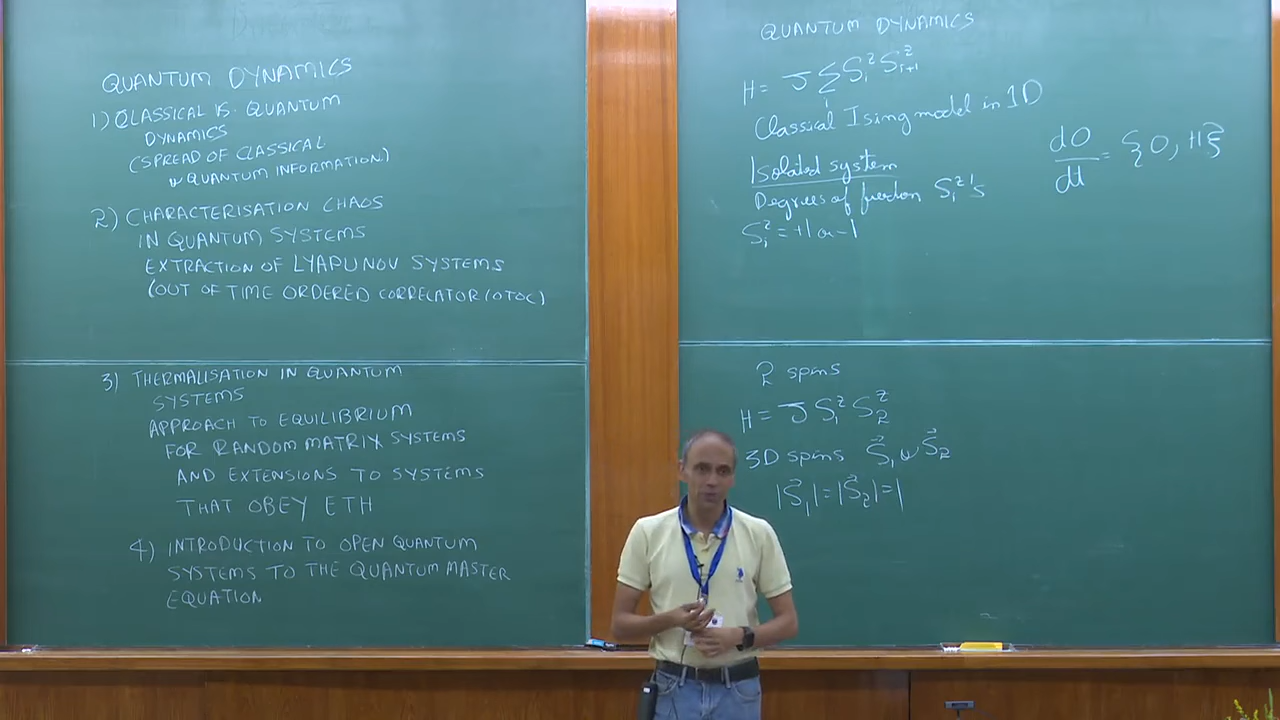 QUANTUM DYNAMICS
1) CLASSICAL VS. QUANTUM
DYNAMICS
(SPREAD OF CLASSICAL
& QUANTUM INFORMATION)
2) CHARACTERISATION CHAOS
IN QUANTUM SYSTEMS
EXTRACTION OF LYAPUNOV SYSTEMS
(OUT OF TIME ORDERED CORRELATOR (OTOC)
3) THERMALISATION IN QUANTUM
SYSTEMS
APPROACH TO EQUILIBRIUM
FOR RANDOM MATRIX SYSTEMS
AND EXTENSIONS TO SYSTEMS
THAT OBEY ETH
4) INTRODUCTION TO OPEN QUANTUM
SYSTEMS TO THE QUANTUM MASTER
EQUATION
QUANTUM DYNAMICS
H = J Σ_i S_i^z S_{i+1}^z
Classical Ising model in 1D
Isolated system
Degrees of freedom S_i^z's
S_i^z = +1 or -1
dO/dt = {O, H}
2 spins
H = J S_1^z S_2^z
3D spins S⃗_1 & S⃗_2
|S⃗_1| = |S⃗_2| = 1